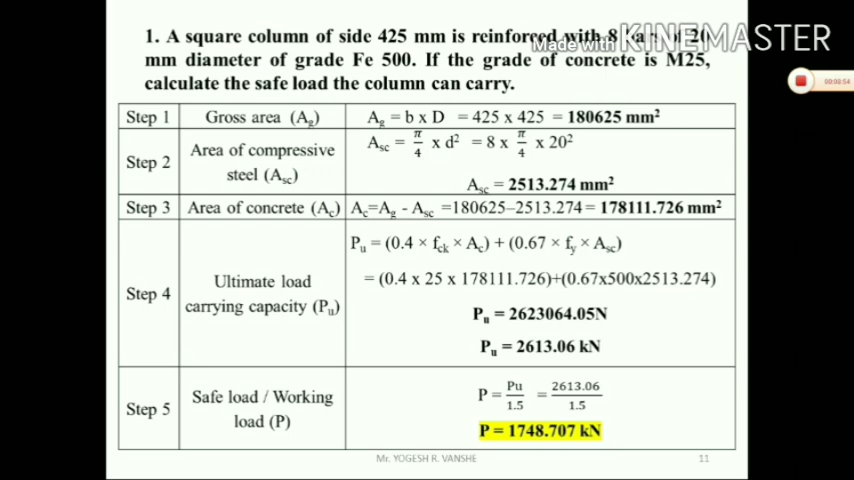 1. A square column of side 425 mm is reinforced with 8 bars of 20
Made with KINEMASTER
mm diameter of grade Fe 500. If the grade of concrete is M25,
calculate the safe load the column can carry.
00:00:54
Step 1 Gross area (Ag) Ag = b x D = 425 x 425 = 180625 mm²
Step 2 Area of compressive steel (Asc) Asc = π/4 x d² = 8 x π/4 x 20²
Asc = 2513.274 mm²
Step 3 Area of concrete (Ac) Ac=Ag - Asc =180625–2513.274 = 178111.726 mm²
Step 4 Ultimate load carrying capacity (Pu) Pu = (0.4 × fck × Ac) + (0.67 × fy × Asc)
= (0.4 x 25 x 178111.726)+(0.67x500x2513.274)
Pu = 2623064.05N
Pu = 2613.06 kN
Step 5 Safe load / Working load (P) P = Pu/1.5 = 2613.06/1.5
P = 1748.707 kN
Mr. YOGESH R. VANSHE 11